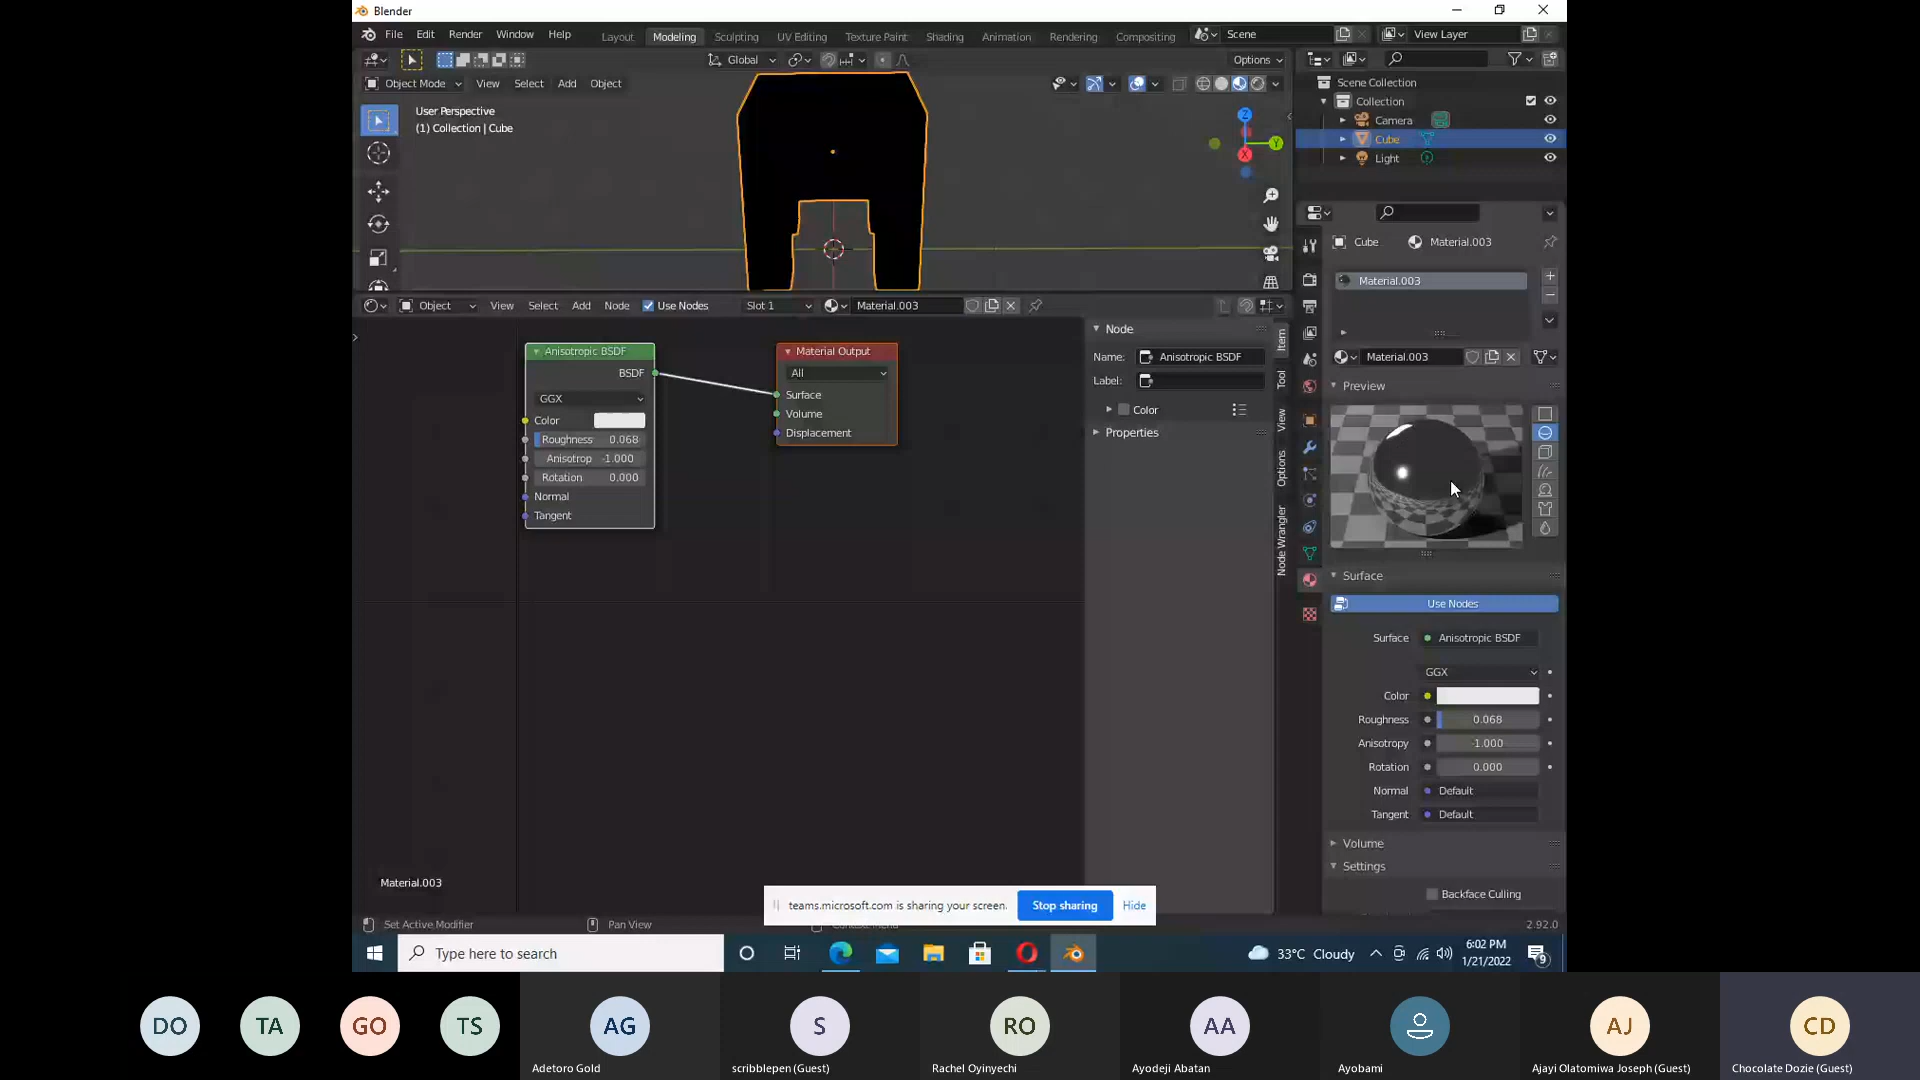 Blender
File Edit Render Window Help Layout Modeling Sculpting UV Editing Texture Paint Shading Animation Rendering Compositing Scene View Layer
Global Options
Object Mode View Select Add Object
User Perspective
(1) Collection | Cube
Z
Y
X
Scene Collection
Collection
Camera
Cube
Light
Cube Material.003
Material.003
Object View Select Add Node Use Nodes Slot 1 Material.003
Anisotropic BSDF
BSDF
GGX
Color
Roughness 0.068
Anisotrop -1.000
Rotation 0.000
Normal
Tangent
Material Output
All
Surface
Volume
Displacement
Node
Name: Anisotropic BSDF
Label:
Color
Properties
Item
Tool
View
Options
Node Wrangler
Material.003
Preview
Surface
Use Nodes
Surface Anisotropic BSDF
GGX
Color
Roughness 0.068
Anisotropy -1.000
Rotation 0.000
Normal Default
Tangent Default
Volume
Settings
Backface Culling
Material.003
teams.microsoft.com is sharing your screen. Stop sharing Hide
Set Active Modifier Pan View 2.92.0
Type here to search
33°C Cloudy
6:02 PM
1/21/2022
9
DO TA GO TS AG S RO AA AJ CD
Adetoro Gold scribblepen (Guest) Rachel Oyinyechi Ayodeji Abatan Ayobami Ajayi Olatomiwa Joseph (Guest) Chocolate Dozie (Guest)